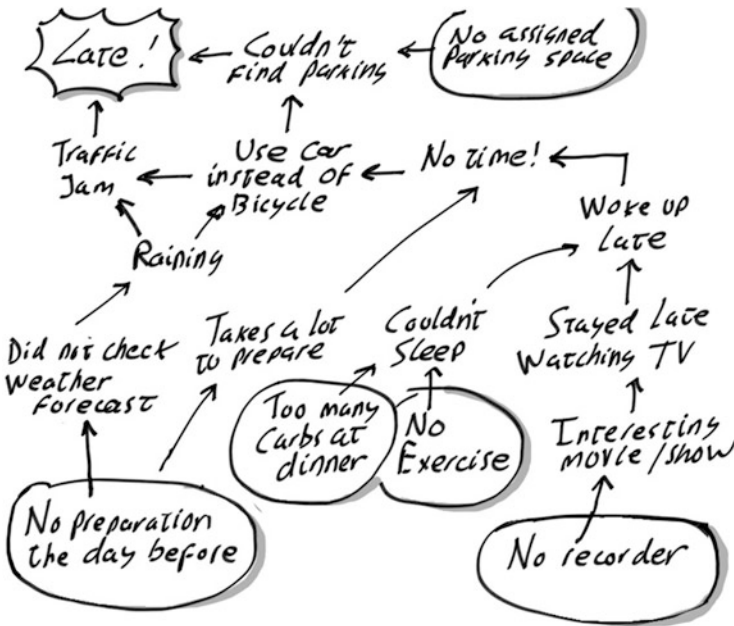 Late!
Couldn't
Find parking
No assigned
Parking space
Traffic
Jam
Use Car
instead of
Bicycle
No time!
Woke up
Late
Raining
Did not check
Weather
Forecast
Takes a lot
to prepare
Couldn't
Sleep
Stayed Late
Watching TV
Too many
Carbs at
dinner
No
Exercise
Interesting
movie/show
No preparation
the day before
No recorder